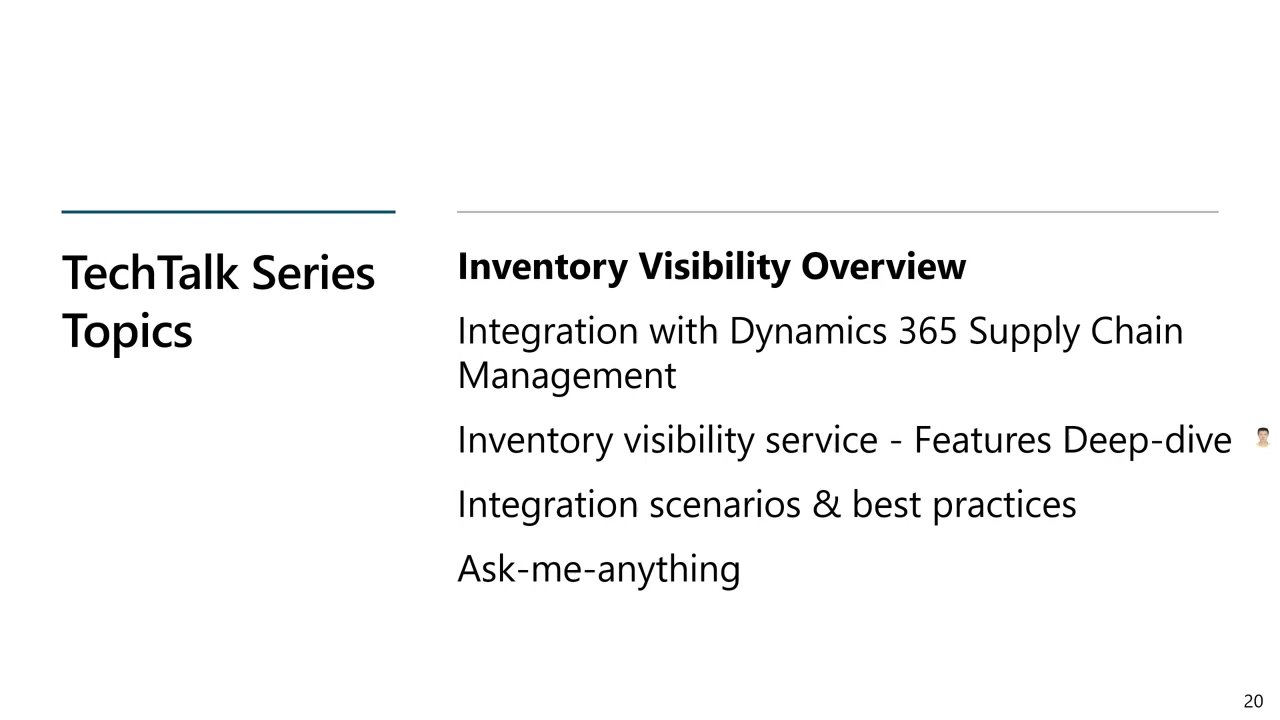 TechTalk Series
Topics
Inventory Visibility Overview
Integration with Dynamics 365 Supply Chain
Management
Inventory visibility service - Features Deep-dive
Integration scenarios & best practices
Ask-me-anything
20